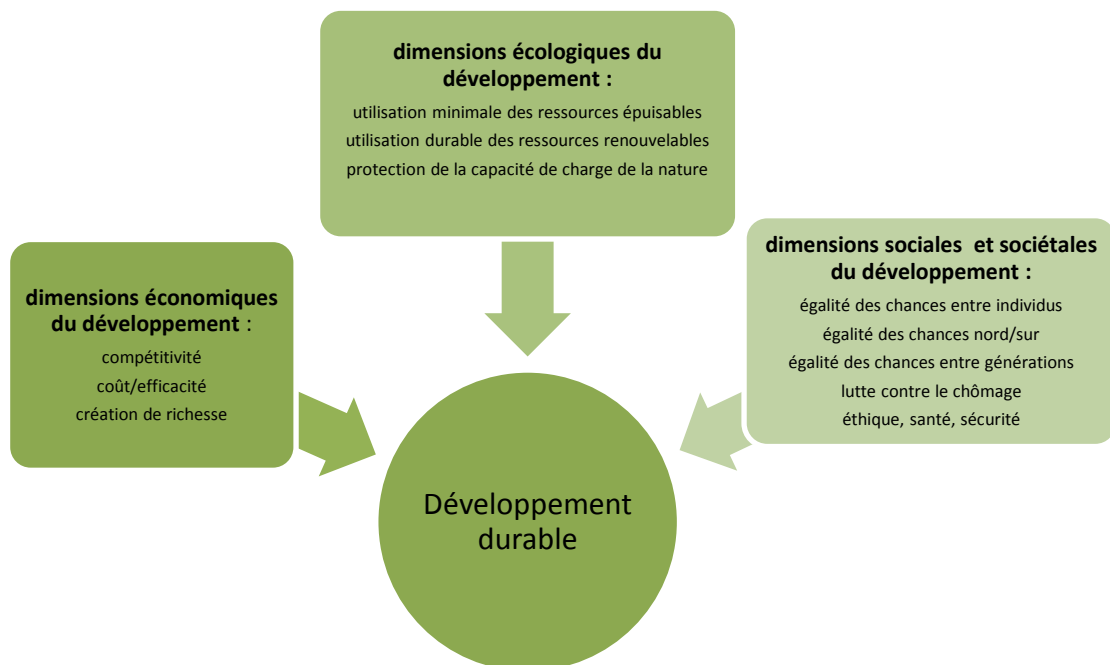 dimensions écologiques du
développement :
utilisation minimale des ressources épuisables
utilisation durable des ressources renouvelables
protection de la capacité de charge de la nature
dimensions économiques
du développement :
compétitivité
coût/efficacité
création de richesse
dimensions sociales et sociétales
du développement :
égalité des chances entre individus
égalité des chances nord/sur
égalité des chances entre générations
lutte contre le chômage
éthique, santé, sécurité
Développement
durable